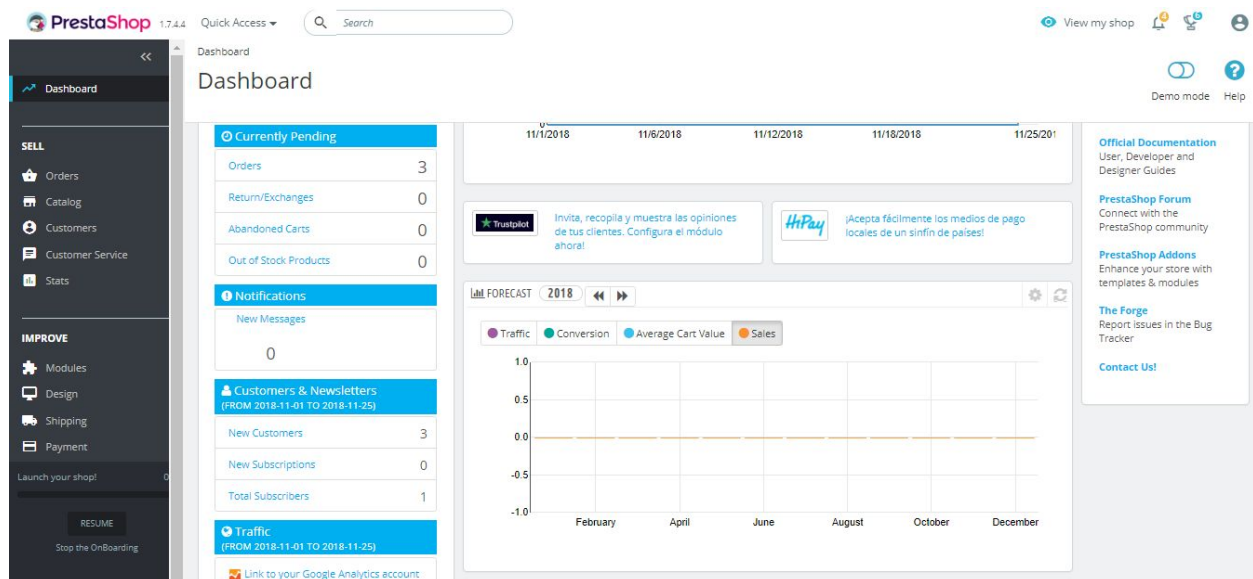 PrestaShop 1.7.4.4 Quick Access Search View my shop 4 6
Dashboard
Dashboard
Demo mode Help
Dashboard
SELL
Orders
Catalog
Customers
Customer Service
Stats
IMPROVE
Modules
Design
Shipping
Payment
Launch your shop! 0
RESUME
Stop the OnBoarding
Currently Pending
Orders 3
Return/Exchanges 0
Abandoned Carts 0
Out of Stock Products 0
Notifications
New Messages
0
Customers & Newsletters
(FROM 2018-11-01 TO 2018-11-25)
New Customers 3
New Subscriptions 0
Total Subscribers 1
Traffic
(FROM 2018-11-01 TO 2018-11-25)
Link to your Google Analytics account
11/1/2018 11/6/2018 11/12/2018 11/18/2018 11/25/201
Trustpilot
Invita, recopila y muestra las opiniones
de tus clientes. Configura el módulo
ahora!
HiPay
¡Acepta fácilmente los medios de pago
locales de un sinfín de países!
FORECAST 2018
Traffic Conversion Average Cart Value Sales
1.0
0.5
0.0
-0.5
-1.0
February April June August October December
Official Documentation
User, Developer and
Designer Guides
PrestaShop Forum
Connect with the
PrestaShop community
PrestaShop Addons
Enhance your store with
templates & modules
The Forge
Report issues in the Bug
Tracker
Contact Us!